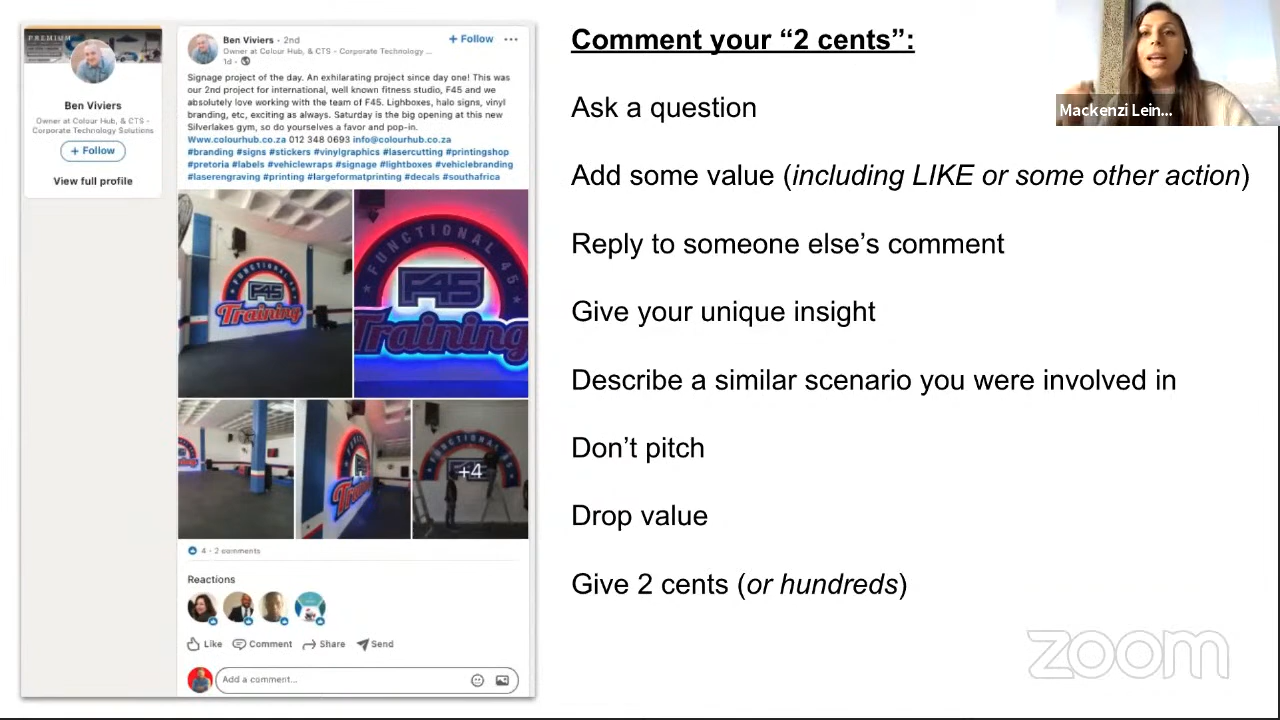 PREMIUM
Ben Viviers
Owner at Colour Hub, & CTS -
Corporate Technology Solutions
+ Follow
View full profile
Ben Viviers · 2nd
+ Follow ...
Owner at Colour Hub, & CTS - Corporate Technology ...
1d ·
Signage project of the day. An exhilarating project since day one! This was
our 2nd project for international, well known fitness studio, F45 and we
absolutely love working with the team of F45. Lighboxes, halo signs, vinyl
branding, etc, exciting as always. Saturday is the big opening at this new
Silverlakes gym, so do yourselves a favor and pop-in.
Www.colourhub.co.za 012 348 0693 info@colourhub.co.za
#branding #signs #stickers #vinylgraphics #lasercutting #printingshop
#pretoria #labels #vehiclewraps #signage #lightboxes #vehiclebranding
#laserengraving #printing #largeformatprinting #decals #southafrica
FUNCTIONAL 45
F45
Training
FUNCTIONAL 45
F45
Training
FUNCTIONAL 45
+4
4 · 2 comments
Reactions
Like Comment Share Send
Add a comment...
Comment your “2 cents”:
Ask a question
Add some value (including LIKE or some other action)
Reply to someone else’s comment
Give your unique insight
Describe a similar scenario you were involved in
Don’t pitch
Drop value
Give 2 cents (or hundreds)
Mackenzi Lein...
zoom